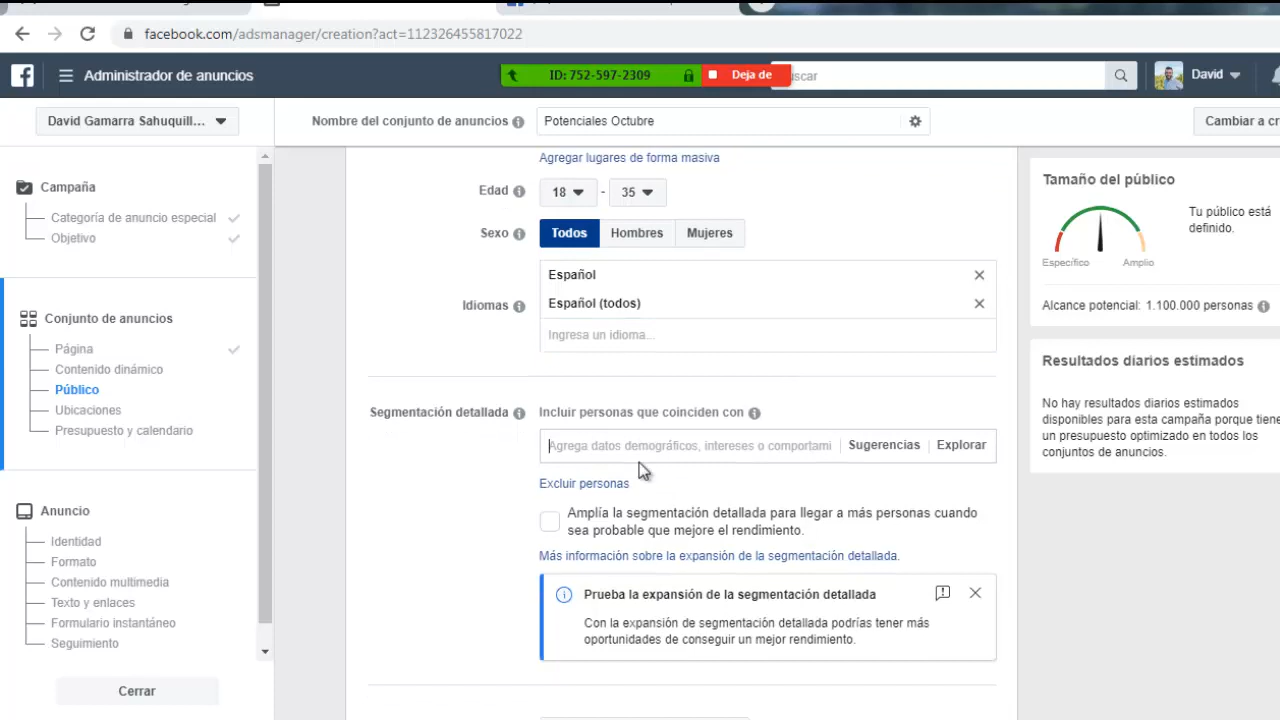 facebook.com/adsmanager/creation?act=112326455817022
Administrador de anuncios
ID: 752-597-2309
Deja de
scar
David
David Gamarra Sahuquill...
Nombre del conjunto de anuncios
Potenciales Octubre
Cambiar a cr
Campaña
Categoría de anuncio especial
Objetivo
Conjunto de anuncios
Página
Contenido dinámico
Público
Ubicaciones
Presupuesto y calendario
Anuncio
Identidad
Formato
Contenido multimedia
Texto y enlaces
Formulario instantáneo
Seguimiento
Cerrar
Agregar lugares de forma masiva
Edad
18 - 35
Sexo
Todos Hombres Mujeres
Idiomas
Español
Español (todos)
Ingresa un idioma...
Segmentación detallada
Incluir personas que coinciden con
Agrega datos demográficos, intereses o comportami
Sugerencias
Explorar
Excluir personas
Amplía la segmentación detallada para llegar a más personas cuando
sea probable que mejore el rendimiento.
Más información sobre la expansión de la segmentación detallada.
Prueba la expansión de la segmentación detallada
Con la expansión de segmentación detallada podrías tener más
oportunidades de conseguir un mejor rendimiento.
Tamaño del público
Específico
Amplio
Tu público está
definido.
Alcance potencial: 1.100.000 personas
Resultados diarios estimados
No hay resultados diarios estimados
disponibles para esta campaña porque tiene
un presupuesto optimizado en todos los
conjuntos de anuncios.